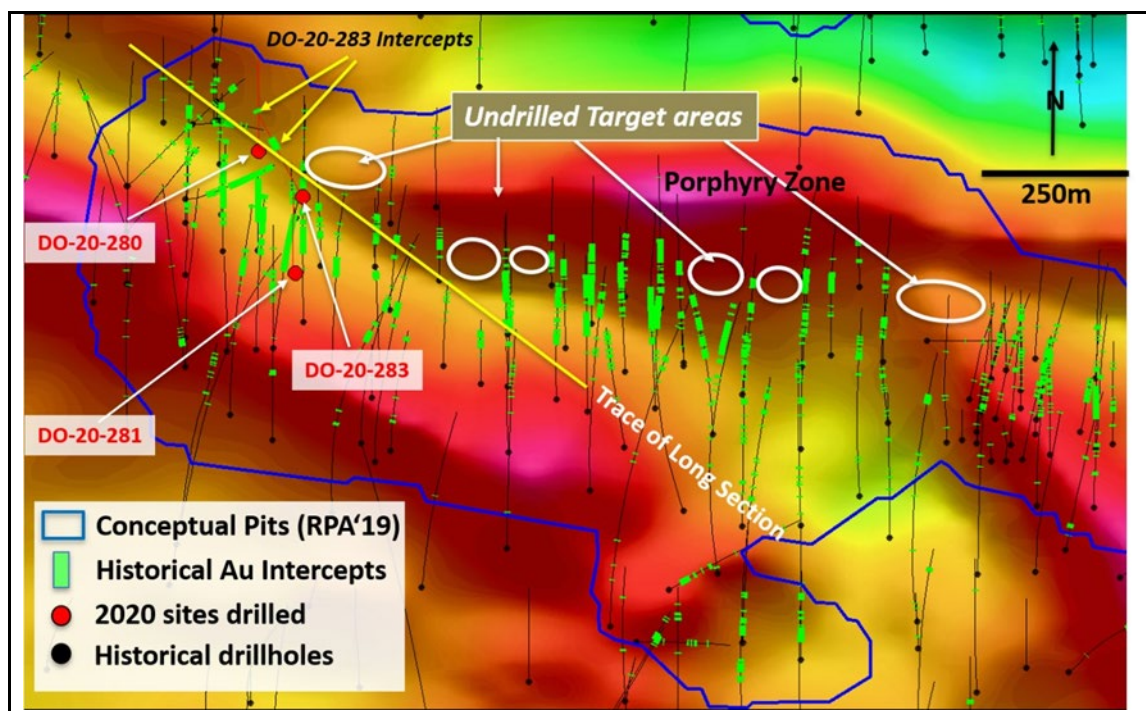 DO-20-283 Intercepts
Undrilled Target areas
N
Porphyry Zone
250m
DO-20-280
DO-20-283
DO-20-281
Trace of Long Section
Conceptual Pits (RPA‘19)
Historical Au Intercepts
2020 sites drilled
Historical drillholes